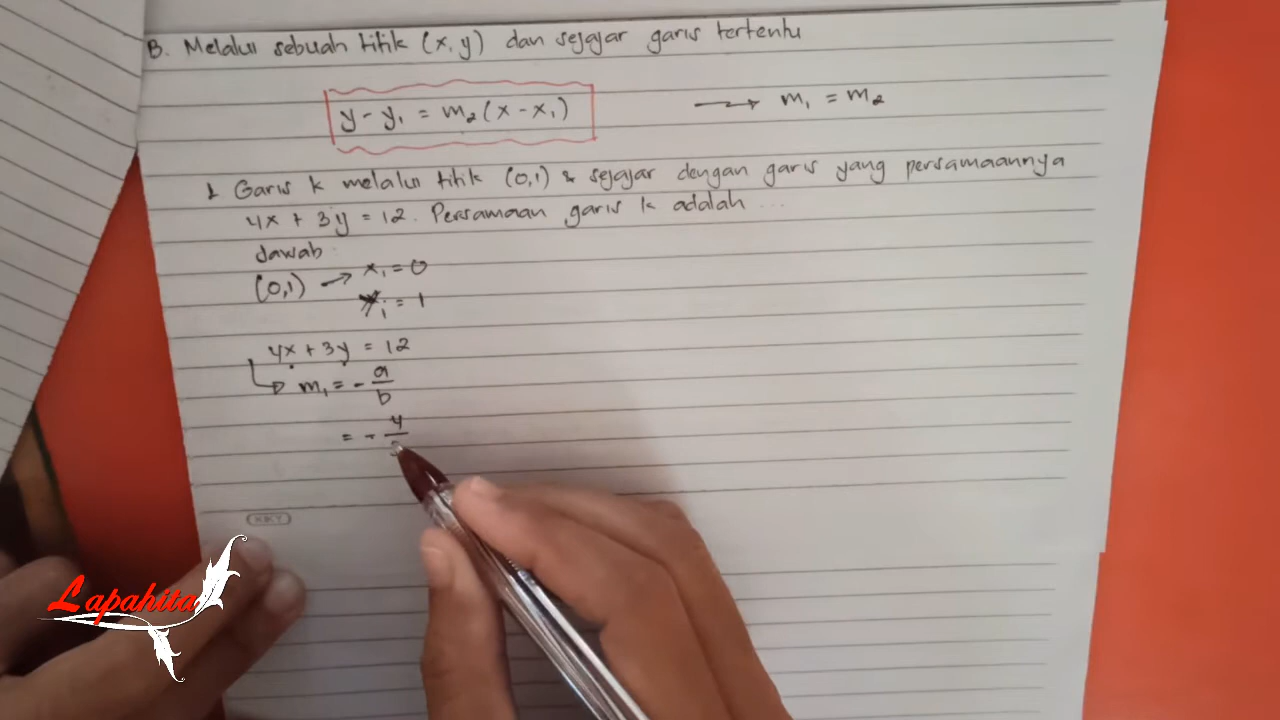 B. Melalui sebuah titik (x, y) dan sejajar garis tertentu
y - y₁ = m₂ (x - x₁) → m₁ = m₂
1. Garis k melalui titik (0,1) & sejajar dengan garis yang persamaannya
4x + 3y = 12. Persamaan garis k adalah ...
Jawab:
(0,1) → x₁ = 0
y₁ = 1
4x + 3y = 12
↳ m₁ = - a/b
= - 4/
KKY
Lapahita